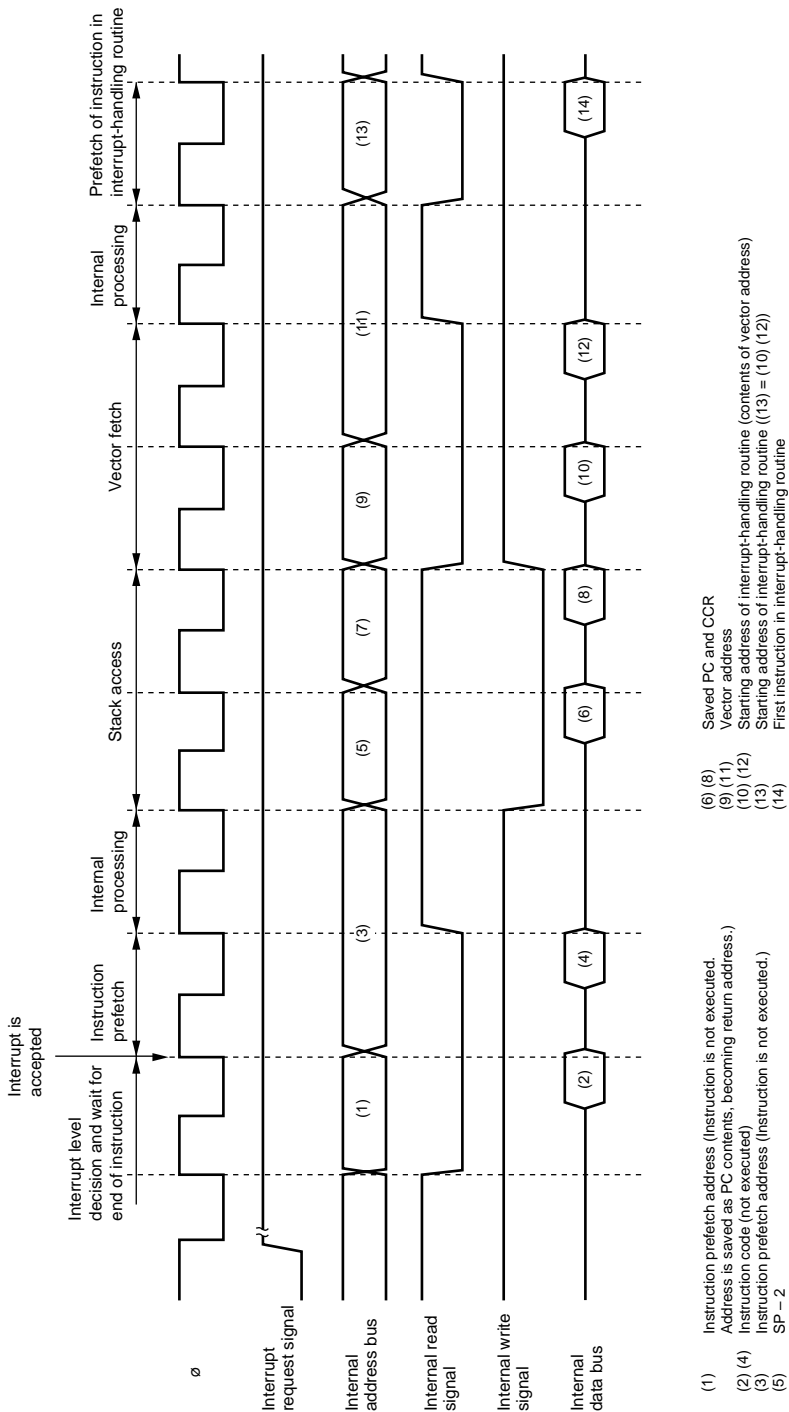 Interrupt is
accepted
Interrupt level
decision and wait for
end of instruction
Instruction
prefetch
Internal
processing
Stack access
Vector fetch
Internal
processing
Prefetch of instruction in
interrupt-handling routine
ø
Interrupt
request signal
Internal
address bus
(1)
(3)
(5)
(7)
(9)
(11)
(13)
Internal read
signal
Internal write
signal
Internal
data bus
(2)
(4)
(6)
(8)
(10)
(12)
(14)
(1) Instruction prefetch address (Instruction is not executed.
Address is saved as PC contents, becoming return address.)
(2) (4) Instruction code (not executed)
(3) Instruction prefetch address (Instruction is not executed.)
(5) SP – 2
(6) (8) Saved PC and CCR
(9) (11) Vector address
(10) (12) Starting address of interrupt-handling routine (contents of vector address)
(13) Starting address of interrupt-handling routine ((13) = (10) (12))
(14) First instruction in interrupt-handling routine